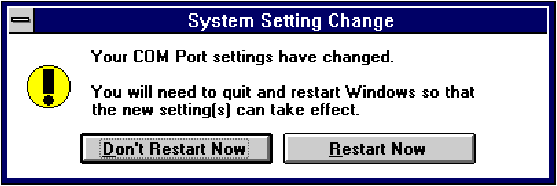 System Setting Change
Your COM Port settings have changed.
You will need to quit and restart Windows so that
the new setting(s) can take effect.
Don't Restart Now
Restart Now